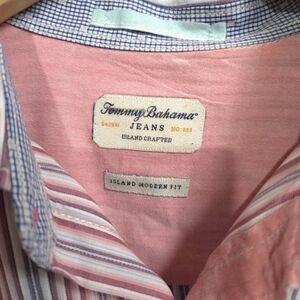 Tommy Bahama®
JEANS
ISLAND CRAFTED
ISLAND MODERN FIT